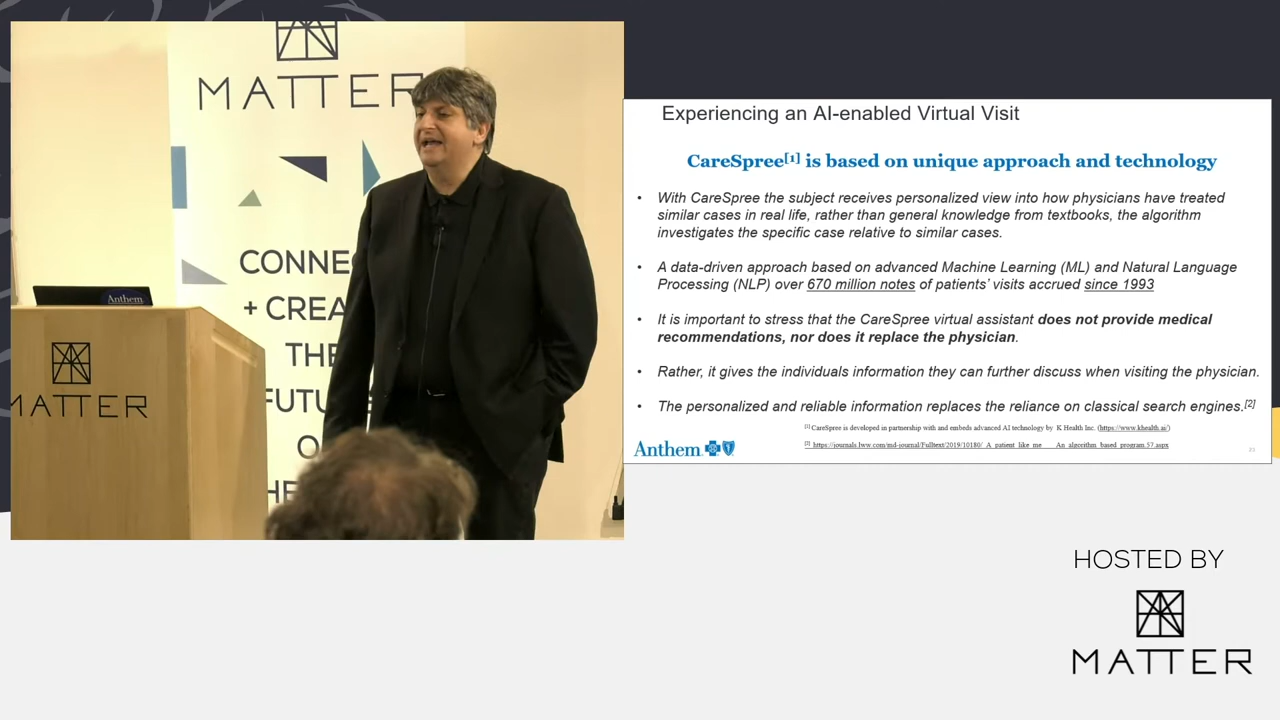 MATTER
CONNE
+ CREA
THE
FUTU
O
HE
Anthem
MATTER
Experiencing an AI-enabled Virtual Visit
CareSpree[1] is based on unique approach and technology
• With CareSpree the subject receives personalized view into how physicians have treated
similar cases in real life, rather than general knowledge from textbooks, the algorithm
investigates the specific case relative to similar cases.
• A data-driven approach based on advanced Machine Learning (ML) and Natural Language
Processing (NLP) over 670 million notes of patients' visits accrued since 1993
• It is important to stress that the CareSpree virtual assistant does not provide medical
recommendations, nor does it replace the physician.
• Rather, it gives the individuals information they can further discuss when visiting the physician.
• The personalized and reliable information replaces the reliance on classical search engines.[2]
[1] CareSpree is developed in partnership with and embeds advanced AI technology by K Health Inc. (https://www.khealth.ai/)
[2] https://journals.lww.com/md-journal/Fulltext/2019/10180/_A_patient_like_me___An_algorithm_based_program.57.aspx
Anthem
HOSTED BY
MATTER